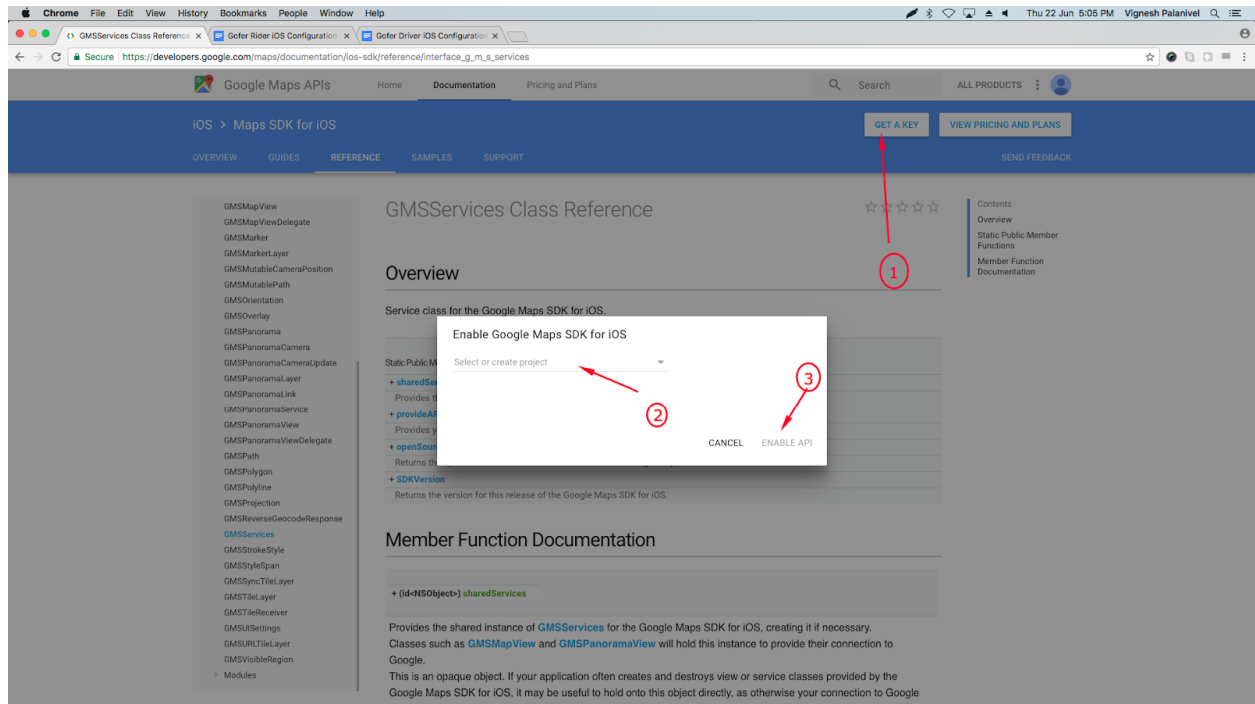 Chrome File Edit View History Bookmarks People Window Help Thu 22 Jun 5:05 PM Vignesh Palanivel
GMSServices Class Reference Gofer Rider iOS Configuration Gofer Driver iOS Configuration
Secure https://developers.google.com/maps/documentation/ios-sdk/reference/interface_g_m_s_services
Google Maps APIs Home Documentation Pricing and Plans Search ALL PRODUCTS
iOS > Maps SDK for iOS GET A KEY VIEW PRICING AND PLANS
OVERVIEW GUIDES REFERENCE SAMPLES SUPPORT SEND FEEDBACK
GMSMapView
GMSMapViewDelegate
GMSMarker
GMSMarkerLayer
GMSMutableCameraPosition
GMSMutablePath
GMSOrientation
GMSOverlay
GMSPanorama
GMSPanoramaCamera
GMSPanoramaCameraUpdate
GMSPanoramaLayer
GMSPanoramaLink
GMSPanoramaService
GMSPanoramaView
GMSPanoramaViewDelegate
GMSPath
GMSPolygon
GMSPolyline
GMSProjection
GMSReverseGeocodeResponse
GMSServices
GMSStrokeStyle
GMSStyleSpan
GMSSyncTileLayer
GMSTileLayer
GMSTileReceiver
GMSUISettings
GMSURLTileLayer
GMSVisibleRegion
Modules
GMSServices Class Reference
Overview
Service class for the Google Maps SDK for iOS.
Static Public M
+ sharedSer
Provides th
+ provideAP
Provides y
+ openSour
Returns th
+ SDKVersion
Returns the version for this release of the Google Maps SDK for iOS.
Enable Google Maps SDK for iOS
Select or create project
CANCEL ENABLE API
1
2
3
Member Function Documentation
+ (id<NSObject>) sharedServices
Provides the shared instance of GMSServices for the Google Maps SDK for iOS, creating it if necessary.
Classes such as GMSMapView and GMSPanoramaView will hold this instance to provide their connection to
Google.
This is an opaque object. If your application often creates and destroys view or service classes provided by the
Google Maps SDK for iOS, it may be useful to hold onto this object directly, as otherwise your connection to Google
Contents
Overview
Static Public Member
Functions
Member Function
Documentation